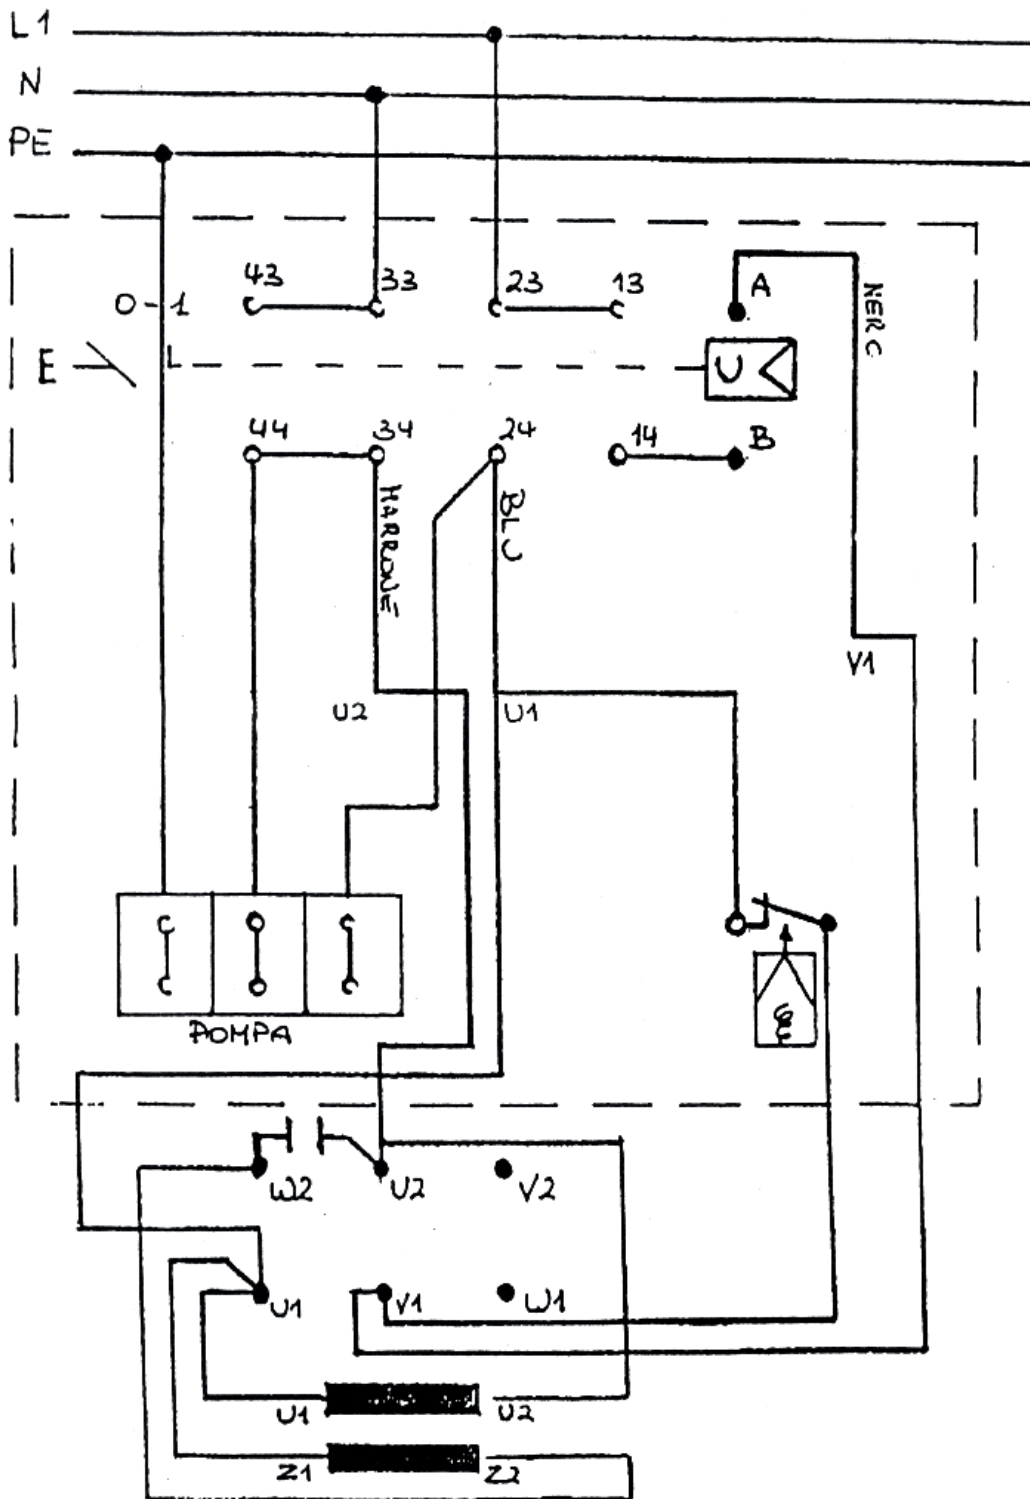 L1
N
PE
43 33 23 13 A
0-1
NERO
E U
44 34 24 14 B
MARRONE
BLU
U2 U1 V1
POMPA
W2 U2 V2
U1 V1 W1
U1 U2
Z1 Z2